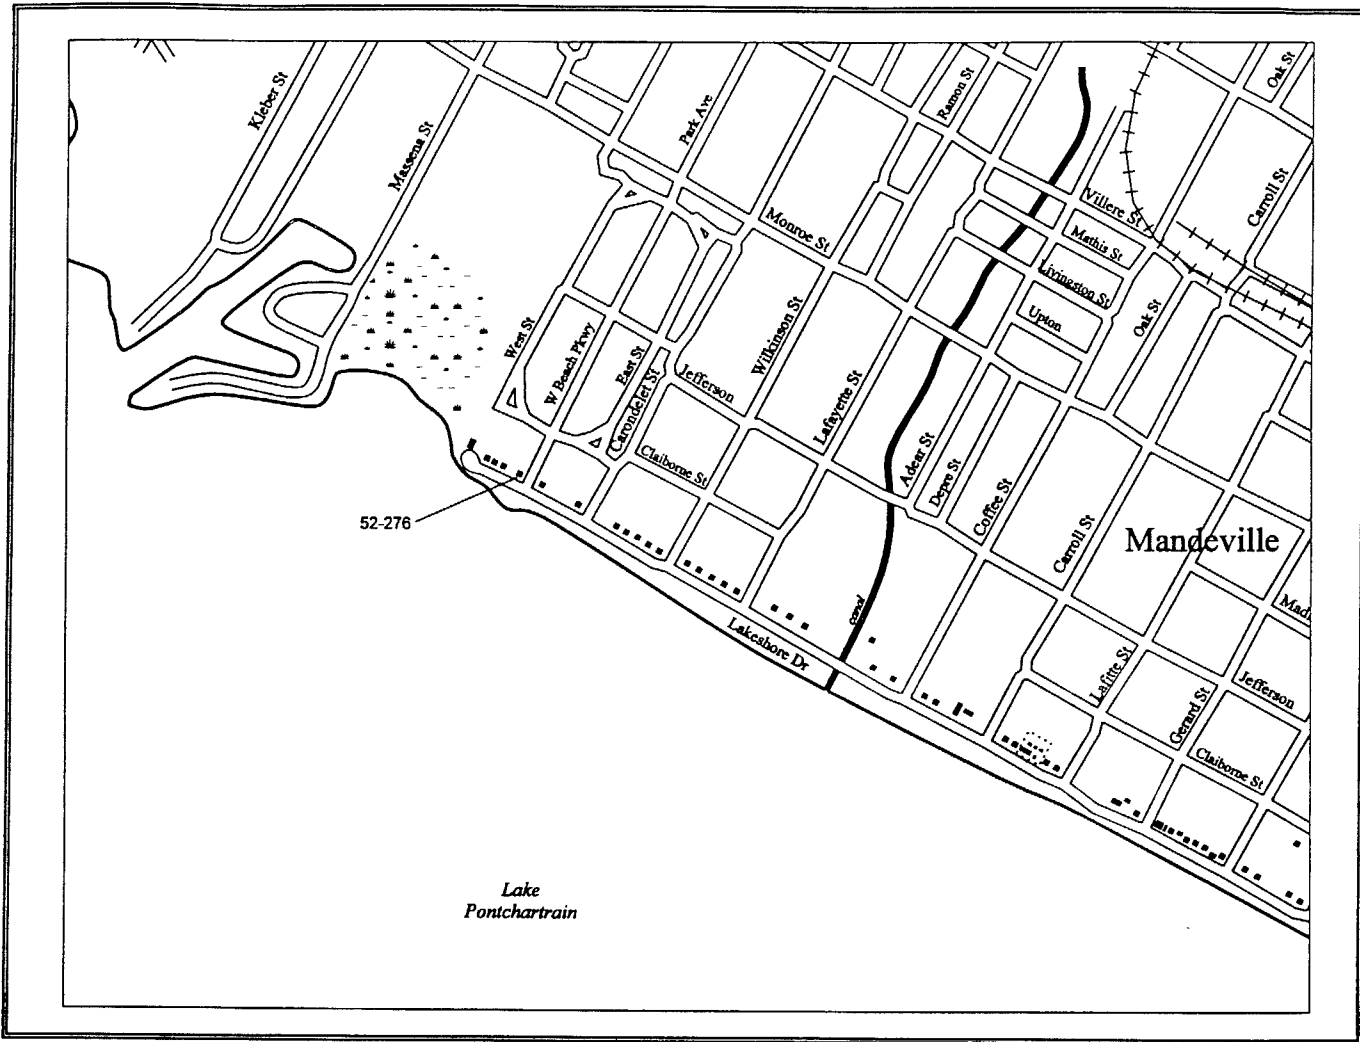 Kleber St
Massena St
Park Ave
Ramon St
Oak St
Carroll St
Villere St
Mathis St
Livingston St
Upton
Oak St
Monroe St
Wilkinson St
Lafayette St
West St
W Beach Pkwy
East St
Carondelet St
Jefferson
Claiborne St
Adear St
Depre St
Coffee St
Carroll St
Mandeville
52-276
canal
Lakeshore Dr
Madi
Lafitte St
Gerard St
Jefferson
Claiborne St
Lake
Pontchartrain